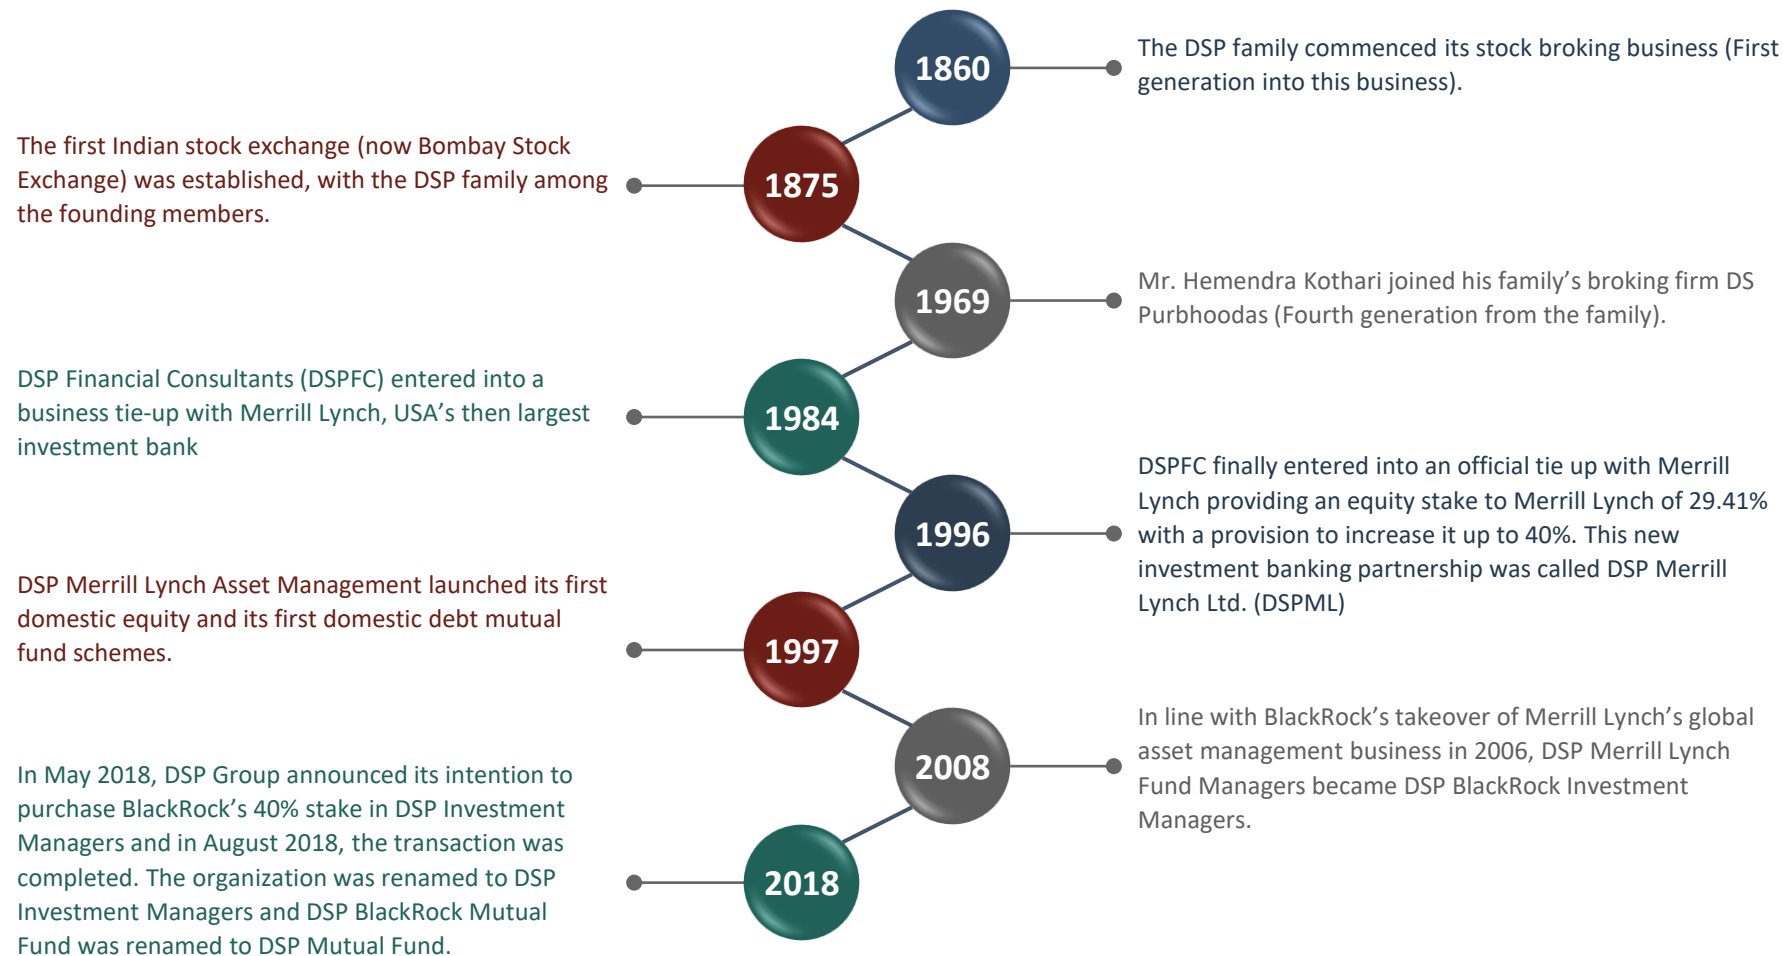 1860
The DSP family commenced its stock broking business (First
generation into this business).
The first Indian stock exchange (now Bombay Stock
Exchange) was established, with the DSP family among
the founding members.
1875
1969
Mr. Hemendra Kothari joined his family’s broking firm DS
Purbhoodas (Fourth generation from the family).
DSP Financial Consultants (DSPFC) entered into a
business tie-up with Merrill Lynch, USA’s then largest
investment bank
1984
1996
DSPFC finally entered into an official tie up with Merrill
Lynch providing an equity stake to Merrill Lynch of 29.41%
with a provision to increase it up to 40%. This new
investment banking partnership was called DSP Merrill
Lynch Ltd. (DSPML)
DSP Merrill Lynch Asset Management launched its first
domestic equity and its first domestic debt mutual
fund schemes.
1997
2008
In line with BlackRock’s takeover of Merrill Lynch’s global
asset management business in 2006, DSP Merrill Lynch
Fund Managers became DSP BlackRock Investment
Managers.
In May 2018, DSP Group announced its intention to
purchase BlackRock’s 40% stake in DSP Investment
Managers and in August 2018, the transaction was
completed. The organization was renamed to DSP
Investment Managers and DSP BlackRock Mutual
Fund was renamed to DSP Mutual Fund.
2018